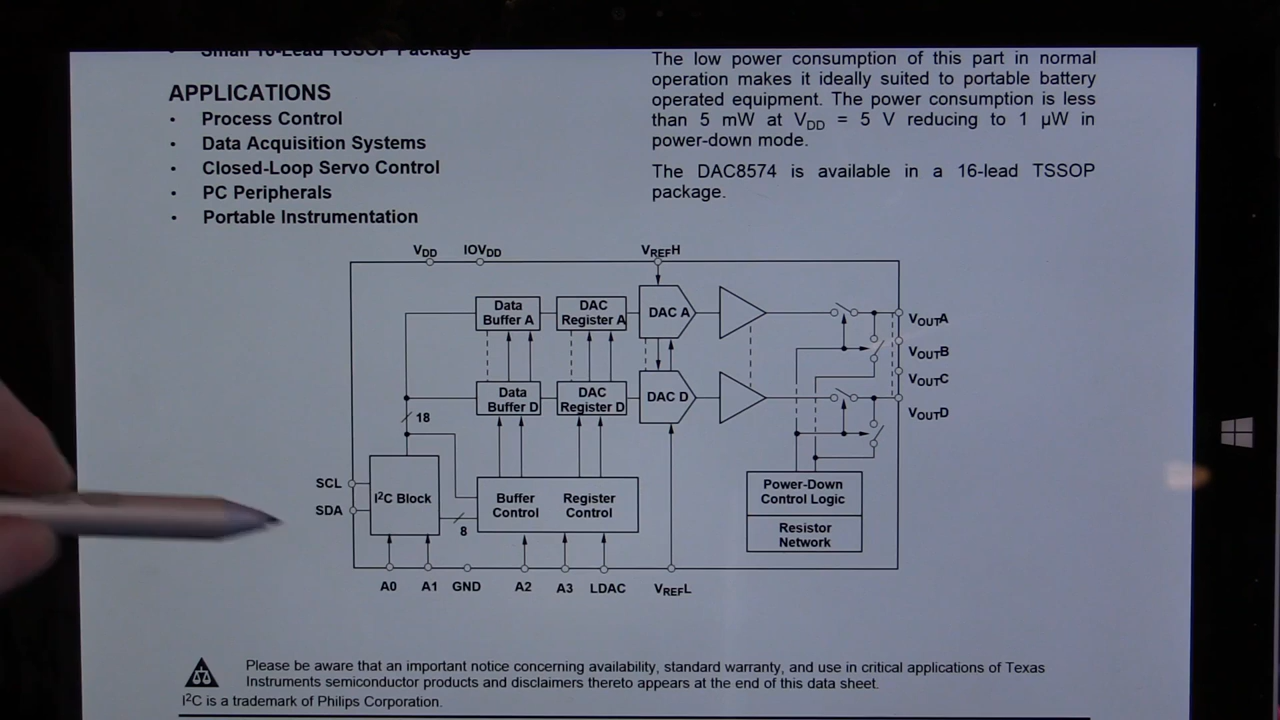 • Small 16-Lead TSSOP Package
APPLICATIONS
• Process Control
• Data Acquisition Systems
• Closed-Loop Servo Control
• PC Peripherals
• Portable Instrumentation
The low power consumption of this part in normal
operation makes it ideally suited to portable battery
operated equipment. The power consumption is less
than 5 mW at VDD = 5 V reducing to 1 µW in
power-down mode.
The DAC8574 is available in a 16-lead TSSOP
package.
VDD IOVDD VREFH
Data
Buffer A
DAC
Register A
DAC A
VOUTA
VOUTB
VOUTC
VOUTD
Data
Buffer D
DAC
Register D
DAC D
18
SCL
SDA
I2C Block
8
Buffer
Control
Register
Control
Power-Down
Control Logic
Resistor
Network
A0 A1 GND A2 A3 LDAC VREFL
Please be aware that an important notice concerning availability, standard warranty, and use in critical applications of Texas
Instruments semiconductor products and disclaimers thereto appears at the end of this data sheet.
I2C is a trademark of Philips Corporation.